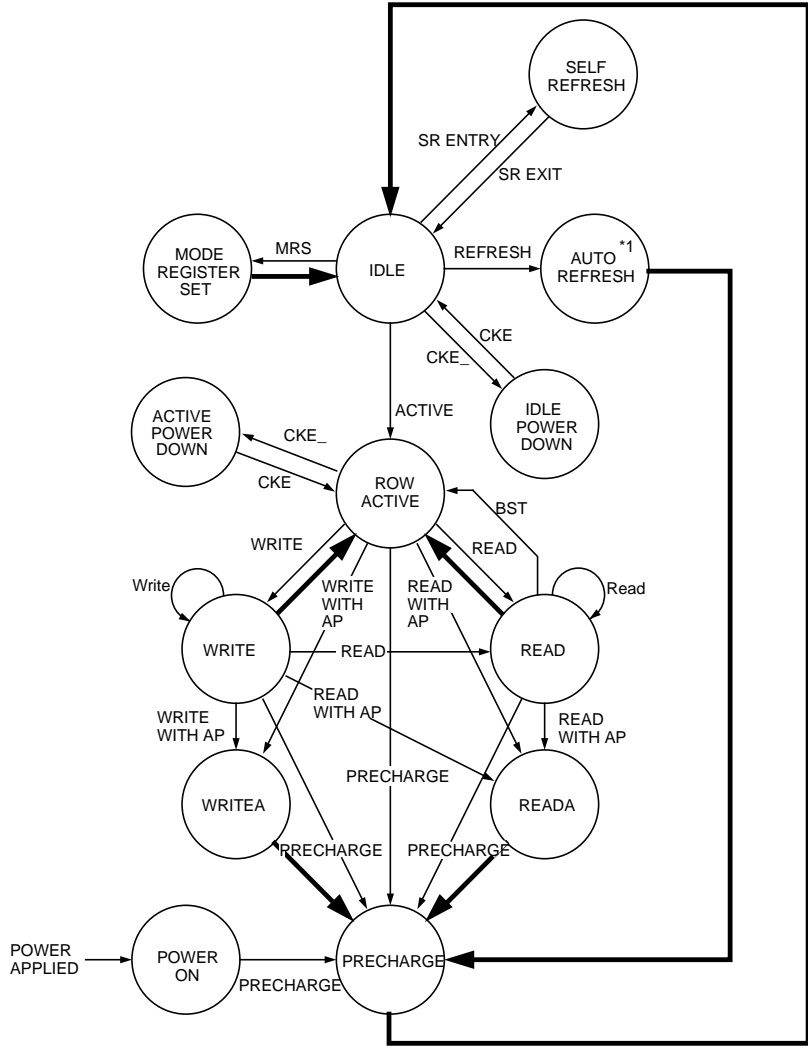 SELF
REFRESH
SR ENTRY
SR EXIT
MODE
REGISTER
SET
MRS
IDLE
REFRESH
*1
AUTO
REFRESH
CKE
CKE_
IDLE
POWER
DOWN
ACTIVE
ACTIVE
POWER
DOWN
CKE_
CKE
ROW
ACTIVE
BST
WRITE
READ
Write
WRITE
WITH
AP
READ
WITH
AP
Read
WRITE
READ
READ
READ
WITH AP
WRITE
WITH AP
READ
WITH AP
PRECHARGE
WRITEA
READA
PRECHARGE
PRECHARGE
POWER
APPLIED
POWER
ON
PRECHARGE
PRECHARGE